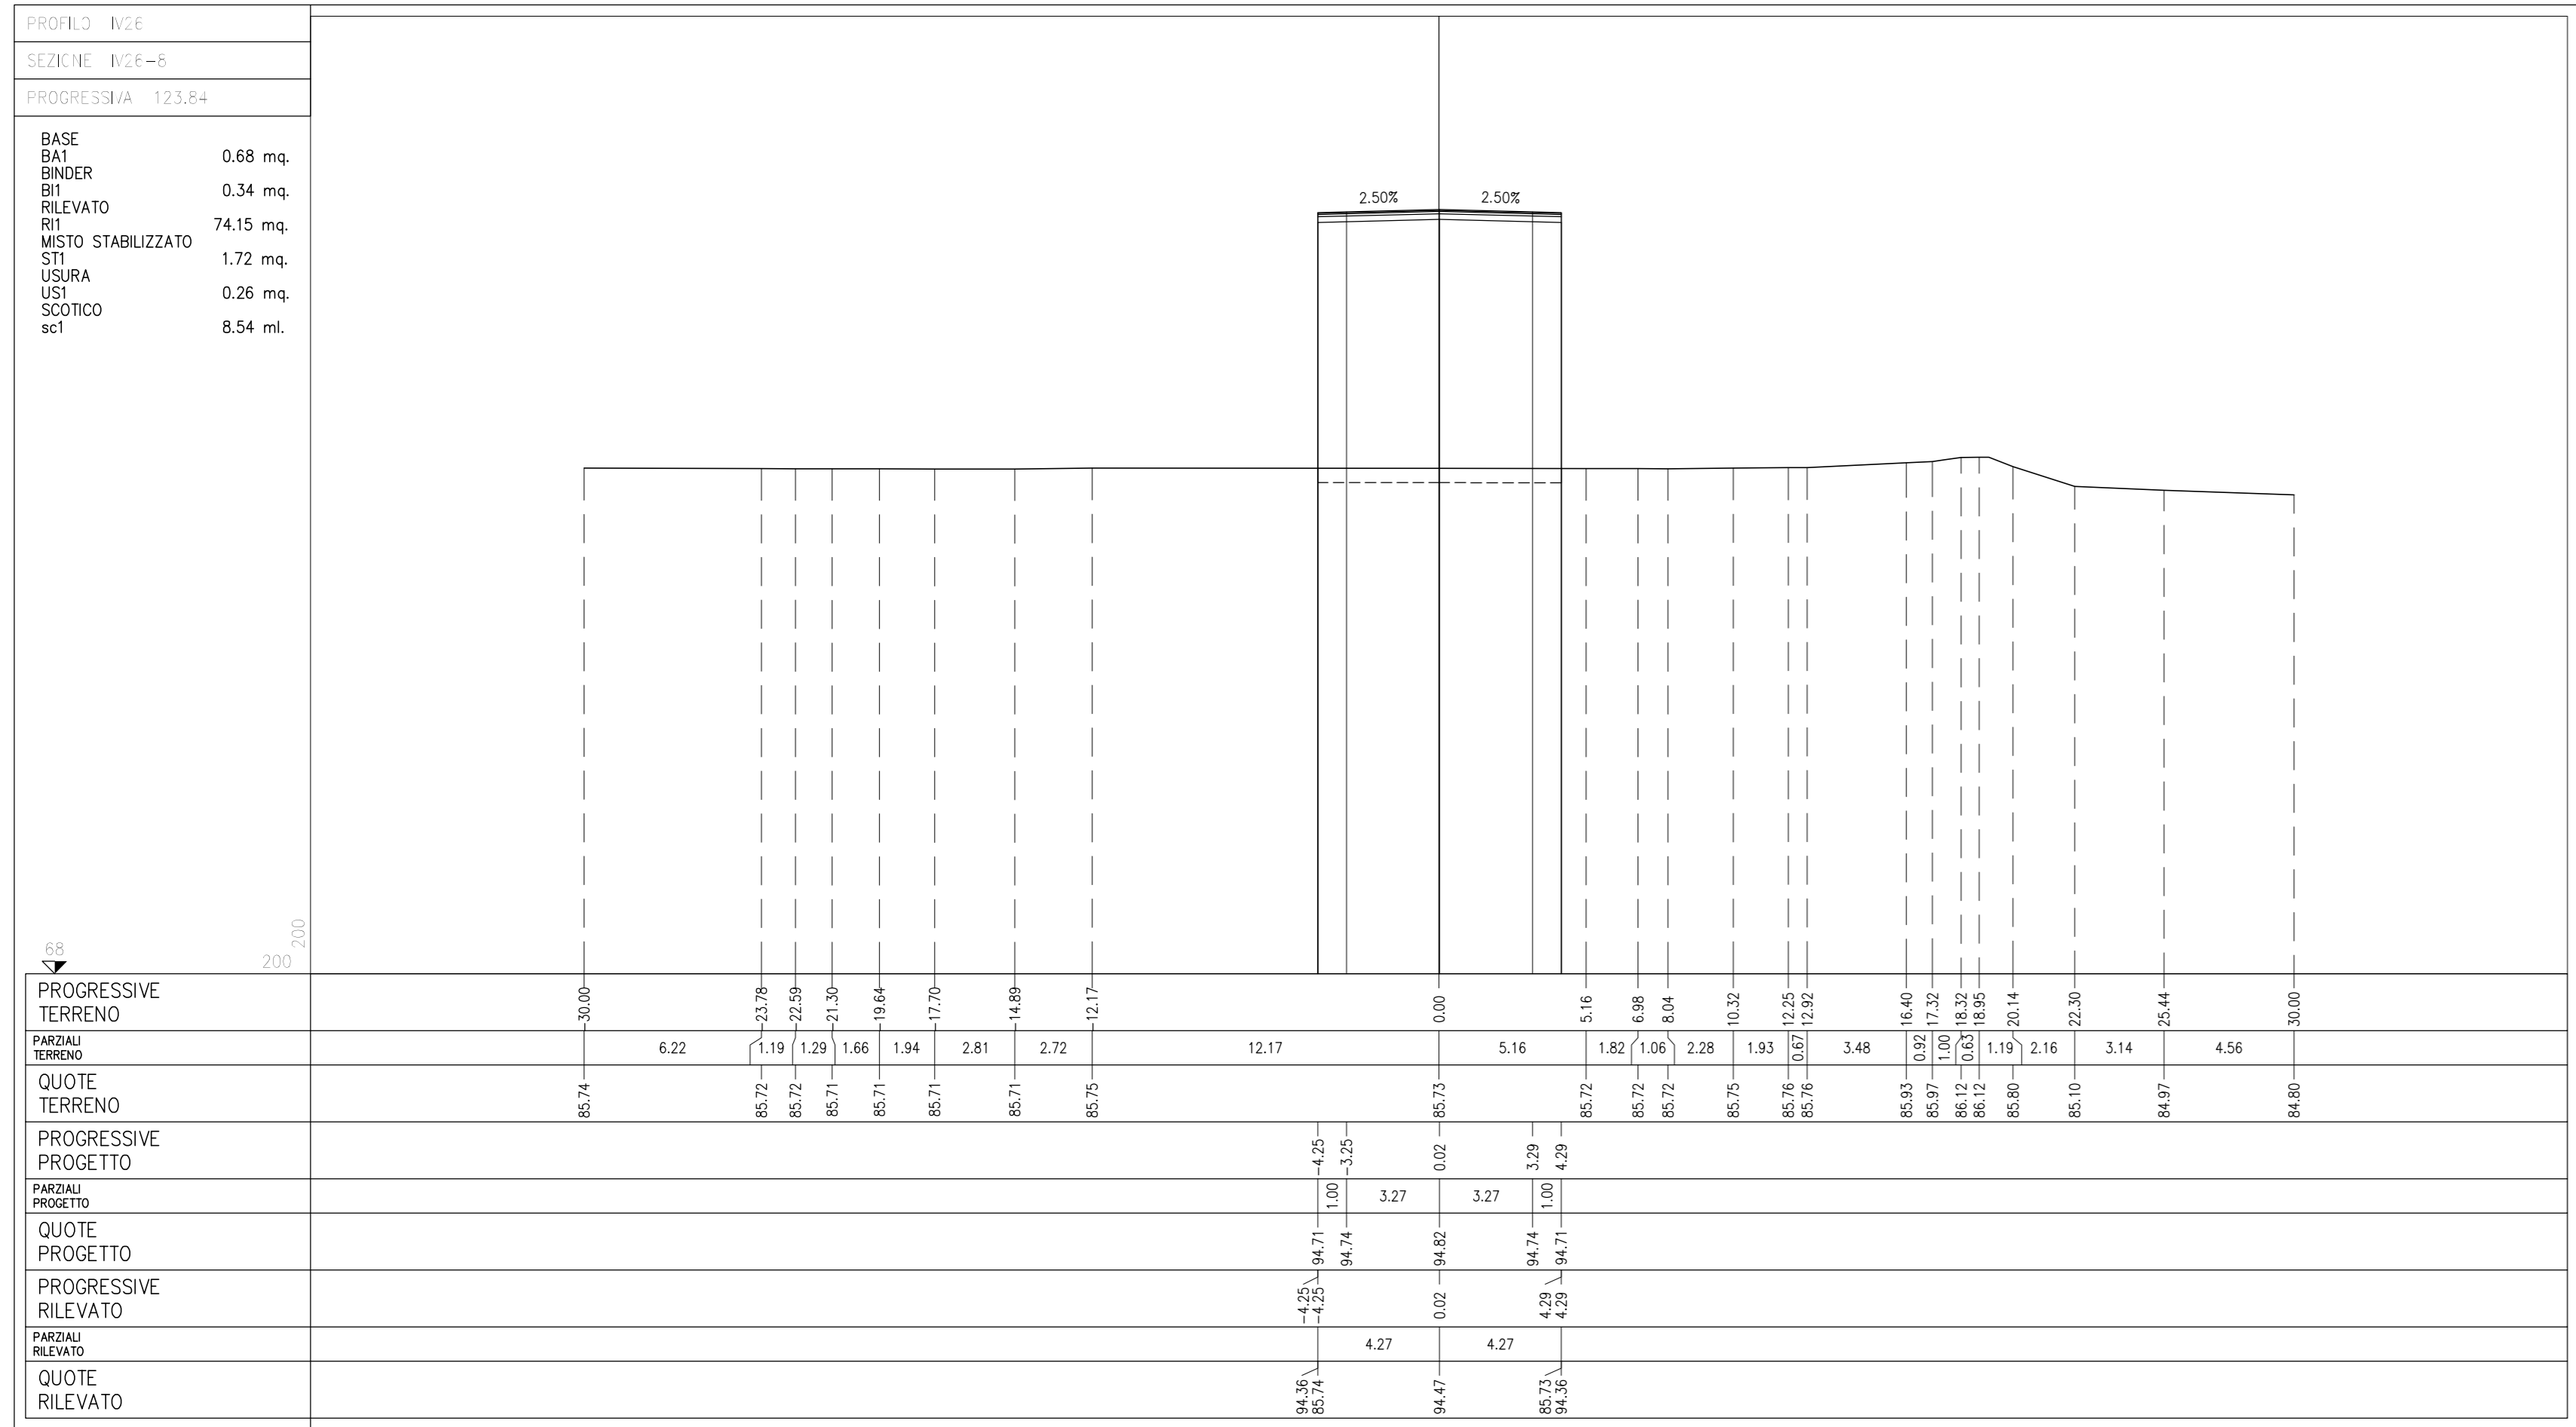 PROFILO IV26
SEZIONE IV26-8
PROGRESSIVA 123.84
BASE
BA1 0.68 mq.
BINDER
BI1 0.34 mq.
RILEVATO
RI1 74.15 mq.
MISTO STABILIZZATO
ST1 1.72 mq.
USURA
US1 0.26 mq.
SCOTICO
sc1 8.54 ml.
2.50% 2.50%
68
200
200
PROGRESSIVE
TERRENO
-30.00 -23.78 -22.59 -21.30 -19.64 -17.70 -14.89 -12.17 0.00 5.16 6.98 8.04 10.32 12.25 12.92 16.40 17.32 18.32 18.95 20.14 22.30 25.44 30.00
PARZIALI
TERRENO
6.22 1.19 1.29 1.66 1.94 2.81 2.72 12.17 5.16 1.82 1.06 2.28 1.93 0.67 3.48 0.92 1.00 0.63 1.19 2.16 3.14 4.56
QUOTE
TERRENO
85.74 85.72 85.72 85.71 85.71 85.71 85.71 85.75 85.73 85.72 85.72 85.72 85.75 85.76 85.76 85.93 85.97 86.12 86.12 85.80 85.10 84.97 84.80
PROGRESSIVE
PROGETTO
-4.25 -3.25 0.02 3.29 4.29
PARZIALI
PROGETTO
1.00 3.27 3.27 1.00
QUOTE
PROGETTO
94.71 94.74 94.82 94.74 94.71
PROGRESSIVE
RILEVATO
-4.25 -4.25 0.02 4.29 4.29
PARZIALI
RILEVATO
4.27 4.27
QUOTE
RILEVATO
94.36 85.74 94.47 85.73 94.36